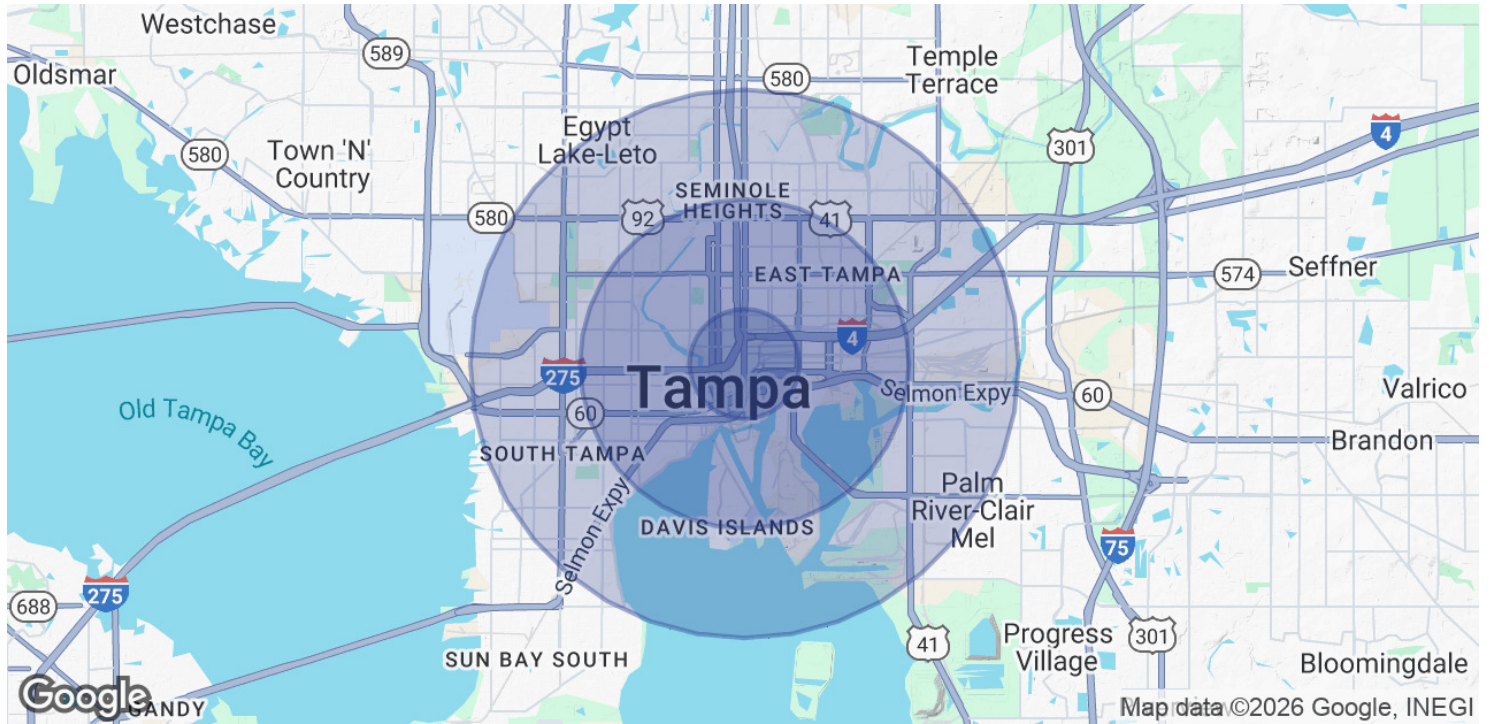 Westchase
589
Oldsmar
580
Temple
Terrace
Egypt
Lake-Leto
580
Town 'N'
Country
301
4
SEMINOLE
HEIGHTS
580
92
41
EAST TAMPA
574
Seffner
4
275
Tampa
Selmon Expy
60
60
Valrico
Old Tampa Bay
SOUTH TAMPA
Brandon
Selmon Expy
DAVIS ISLANDS
Palm
River-Clair
Mel
75
275
688
41
Progress
Village
301
SUN BAY SOUTH
Bloomingdale
Google
GANDY
Map data ©2026 Google, INEGI